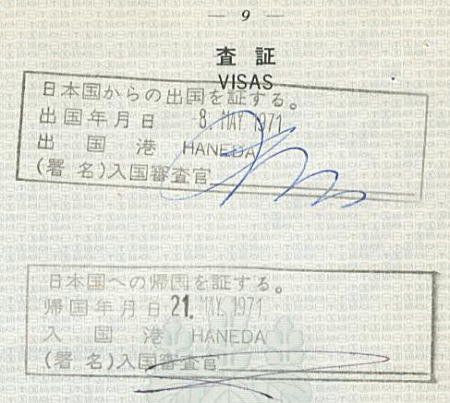 — 9 —
査 証
VISAS
日本国からの出国を証する。
出国年月日 8. MAY 1971
出 国 港 HANEDA
(署 名)入国審査官
日本国への帰国を証する。
帰国年月日 21. MAY 1971
入 国 港 HANEDA
(署 名)入国審査官